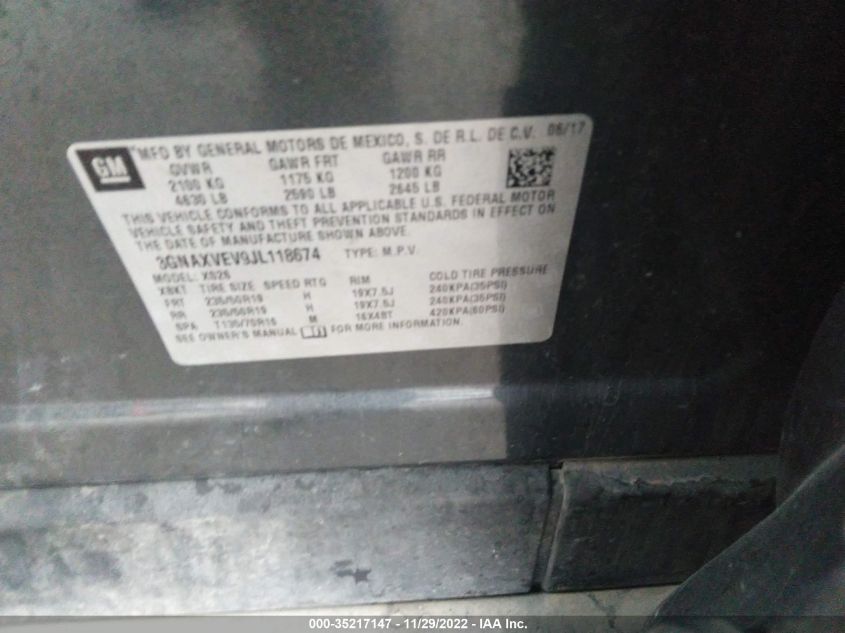 GM
MFD BY GENERAL MOTORS DE MEXICO, S. DE R.L. DE C.V. 06/17
GVWR GAWR FRT GAWR RR
2100 KG 1175 KG 1200 KG
4630 LB 2590 LB 2645 LB
THIS VEHICLE CONFORMS TO ALL APPLICABLE U.S. FEDERAL MOTOR
VEHICLE SAFETY AND THEFT PREVENTION STANDARDS IN EFFECT ON
THE DATE OF MANUFACTURE SHOWN ABOVE.
3GNAXVEV9JL118674 TYPE: M.P.V.
MODEL: XS26
X8KT TIRE SIZE SPEED RTG RIM COLD TIRE PRESSURE
FRT 235/50R19 H 19X7.5J 240KPA(35PSI)
RR 235/50R19 H 19X7.5J 240KPA(35PSI)
SPA T135/70R16 M 16X4BT 420KPA(60PSI)
SEE OWNER'S MANUAL FOR MORE INFORMATION.
000-35217147 - 11/29/2022 - IAA Inc.